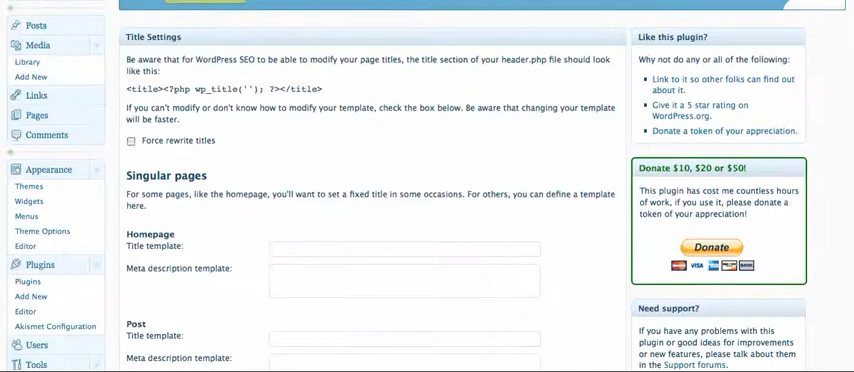 Posts
Media
Library
Add New
Links
Pages
Comments
Appearance
Themes
Widgets
Menus
Theme Options
Editor
Plugins
Plugins
Add New
Editor
Akismet Configuration
Users
Tools
Title Settings
Be aware that for WordPress SEO to be able to modify your page titles, the title section of your header.php file should look
like this:
<title><?php wp_title(''); ?></title>
If you can't modify or don't know how to modify your template, check the box below. Be aware that changing your template
will be faster.
Force rewrite titles
Singular pages
For some pages, like the homepage, you'll want to set a fixed title in some occasions. For others, you can define a template
here.
Homepage
Title template:
Meta description template:
Post
Title template:
Meta description template:
Like this plugin?
Why not do any or all of the following:
Link to it so other folks can find out
about it.
Give it a 5 star rating on
WordPress.org.
Donate a token of your appreciation.
Donate $10, $20 or $50!
This plugin has cost me countless hours
of work, if you use it, please donate a
token of your appreciation!
Donate
VISA
BANK
Need support?
If you have any problems with this
plugin or good ideas for improvements
or new features, please talk about them
in the Support forums.